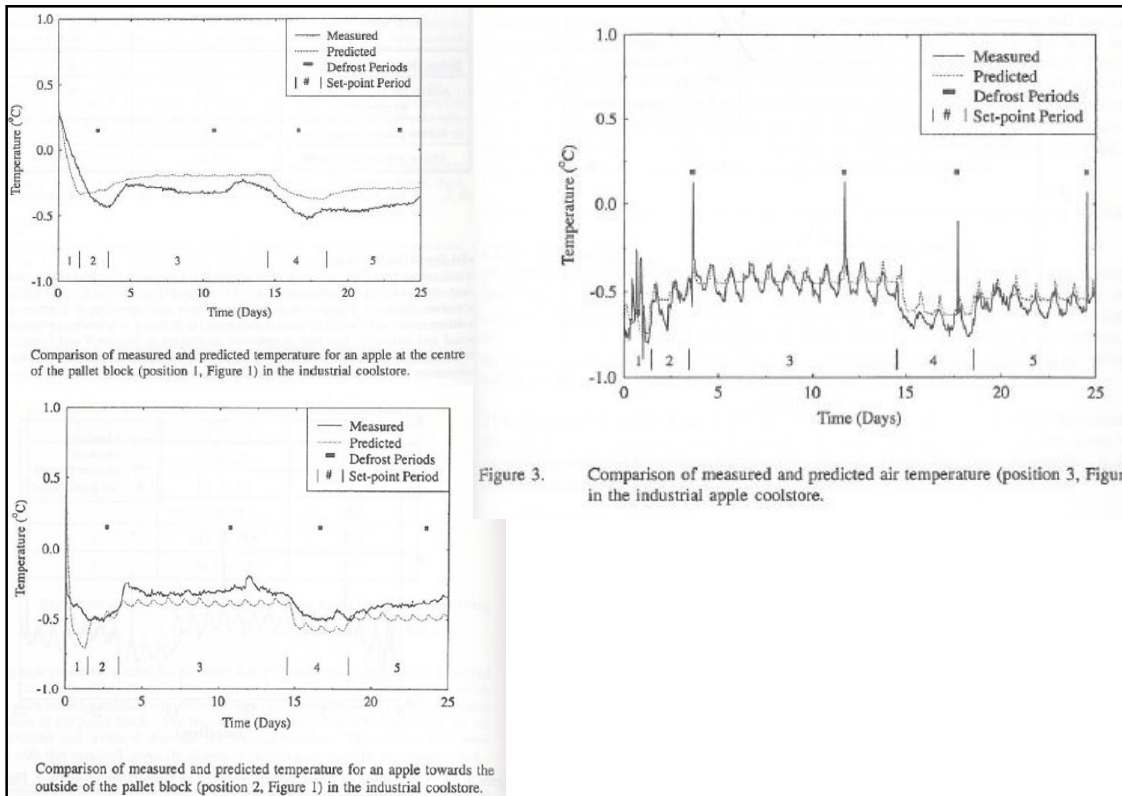 1.0
0.5
0.0
-0.5
-1.0
Temperature (°C)
Measured
Predicted
Defrost Periods
| # | Set-point Period
1 | 2 | 3 | 4 | 5
0 5 10 15 20 25
Time (Days)
Comparison of measured and predicted temperature for an apple at the centre
of the pallet block (position 1, Figure 1) in the industrial coolstore.
1.0
0.5
0.0
-0.5
-1.0
Temperature (°C)
Measured
Predicted
Defrost Periods
| # | Set-point Period
1 | 2 | 3 | 4 | 5
0 5 10 15 20 25
Time (Days)
Comparison of measured and predicted temperature for an apple towards the
outside of the pallet block (position 2, Figure 1) in the industrial coolstore.
1.0
0.5
0.0
-0.5
-1.0
Temperature (°C)
Measured
Predicted
Defrost Periods
| # | Set-point Period
1 | 2 | 3 | 4 | 5
0 5 10 15 20 25
Time (Days)
Figure 3. Comparison of measured and predicted air temperature (position 3, Figur
in the industrial apple coolstore.